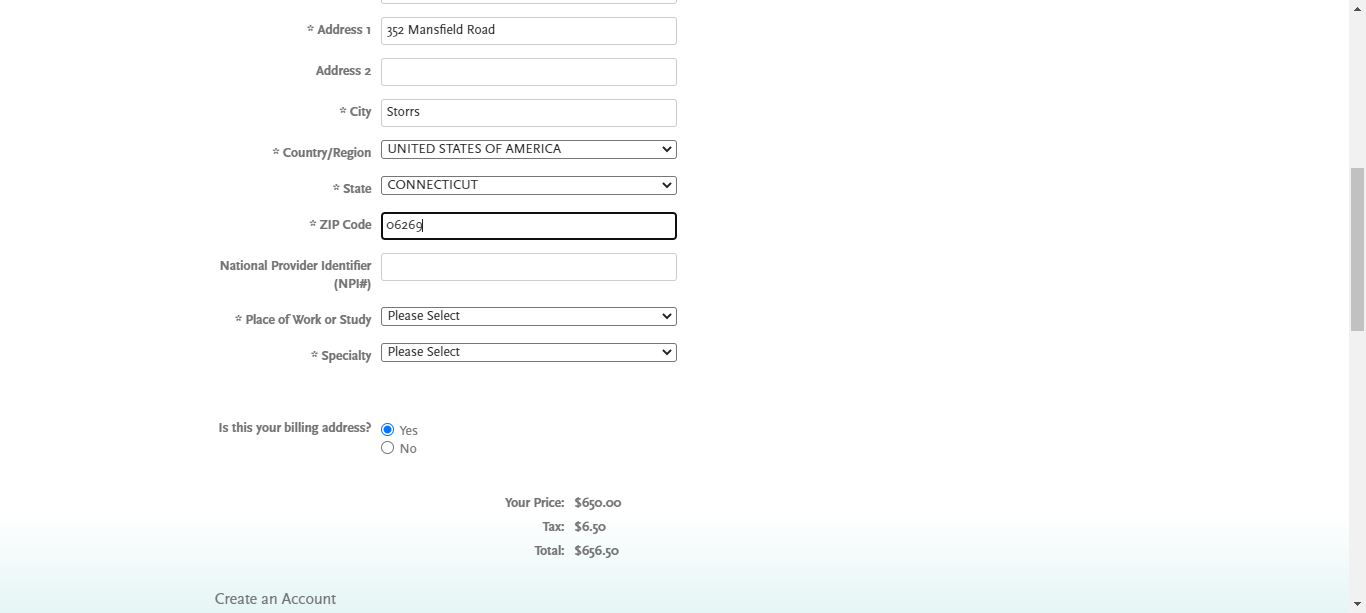 * Address 1 352 Mansfield Road
Address 2
* City Storrs
* Country/Region UNITED STATES OF AMERICA
* State CONNECTICUT
* ZIP Code 06269
National Provider Identifier
(NPI#)
* Place of Work or Study Please Select
* Specialty Please Select
Is this your billing address? Yes
No
Your Price: $650.00
Tax: $6.50
Total: $656.50
Create an Account